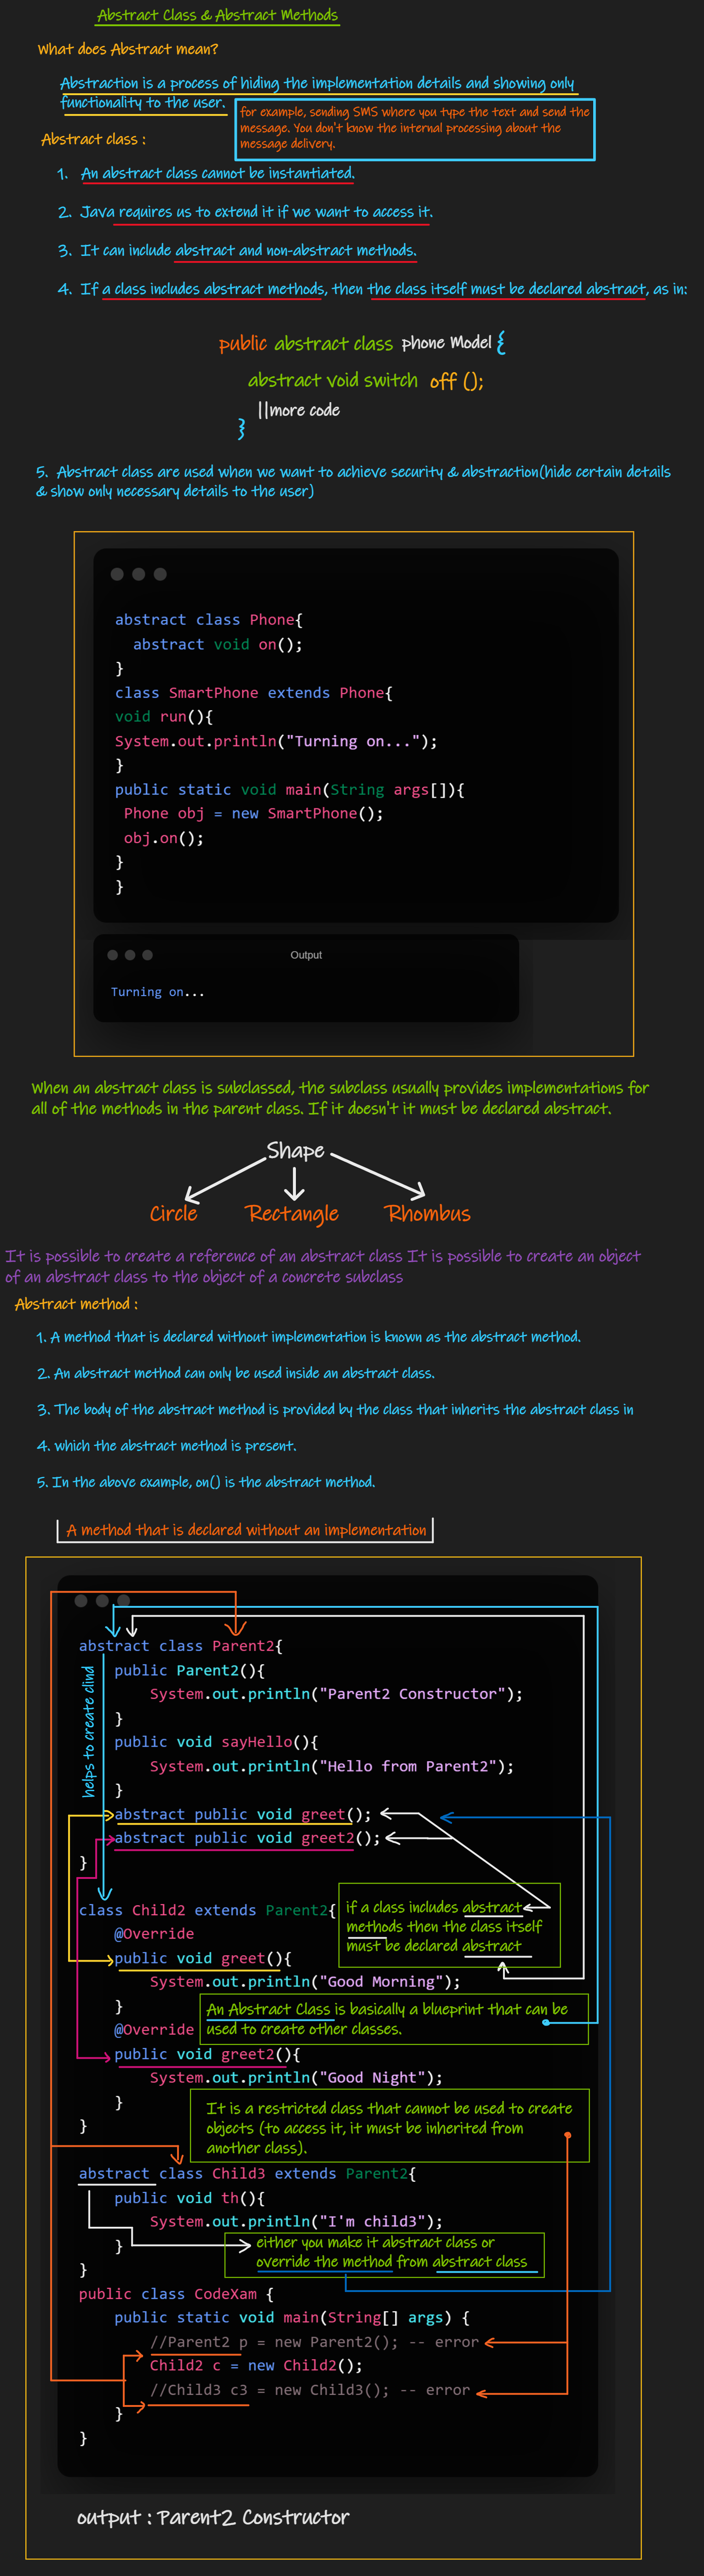 Abstract Class & Abstract Methods
What does Abstract mean?
Abstraction is a process of hiding the implementation details and showing only
functionality to the user.
for example, sending SMS where you type the text and send the
message. You don't know the internal processing about the
message delivery.
Abstract class :
1. An abstract class cannot be instantiated.
2. Java requires us to extend it if we want to access it.
3. It can include abstract and non-abstract methods.
4. If a class includes abstract methods, then the class itself must be declared abstract, as in:
public abstract class phone Model {
abstract void switch off ();
||more code
}
5. Abstract class are used when we want to achieve security & abstraction(hide certain details
& show only necessary details to the user)
abstract class Phone{
abstract void on();
}
class SmartPhone extends Phone{
void run(){
System.out.println("Turning on...");
}
public static void main(String args[]){
Phone obj = new SmartPhone();
obj.on();
}
}
Output
Turning on...
When an abstract class is subclassed, the subclass usually provides implementations for
all of the methods in the parent class. If it doesn't it must be declared abstract.
Shape
Circle Rectangle Rhombus
It is possible to create a reference of an abstract class It is possible to create an object
of an abstract class to the object of a concrete subclass
Abstract method :
1. A method that is declared without implementation is known as the abstract method.
2. An abstract method can only be used inside an abstract class.
3. The body of the abstract method is provided by the class that inherits the abstract class in
4. which the abstract method is present.
5. In the above example, on() is the abstract method.
A method that is declared without an implementation
abstract class Parent2{
public Parent2(){
System.out.println("Parent2 Constructor");
}
public void sayHello(){
System.out.println("Hello from Parent2");
}
helps to create clind
abstract public void greet();
abstract public void greet2();
}
class Child2 extends Parent2{
if a class includes abstract
methods then the class itself
must be declared abstract
@Override
public void greet(){
System.out.println("Good Morning");
}
An Abstract Class is basically a blueprint that can be
used to create other classes.
@Override
public void greet2(){
System.out.println("Good Night");
}
}
It is a restricted class that cannot be used to create
objects (to access it, it must be inherited from
another class).
abstract class Child3 extends Parent2{
public void th(){
System.out.println("I'm child3");
}
either you make it abstract class or
override the method from abstract class
}
public class CodeXam {
public static void main(String[] args) {
//Parent2 p = new Parent2(); -- error
Child2 c = new Child2();
//Child3 c3 = new Child3(); -- error
}
}
output : Parent2 Constructor